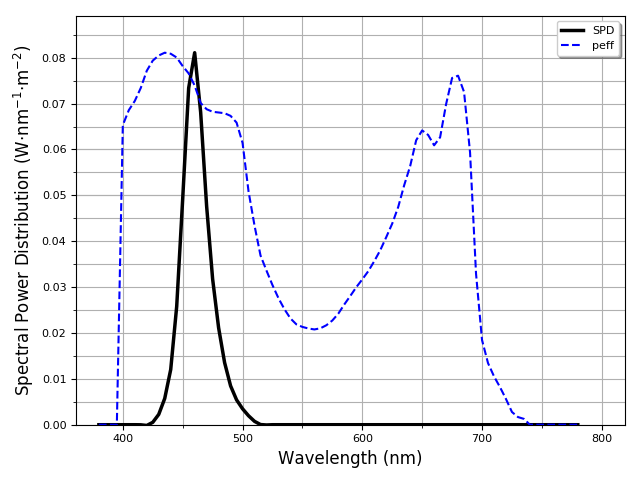 SPD
peff
Spectral Power Distribution (W·nm⁻¹·m⁻²)
0.08
0.07
0.06
0.05
0.04
0.03
0.02
0.01
0.00
400 500 600 700 800
Wavelength (nm)